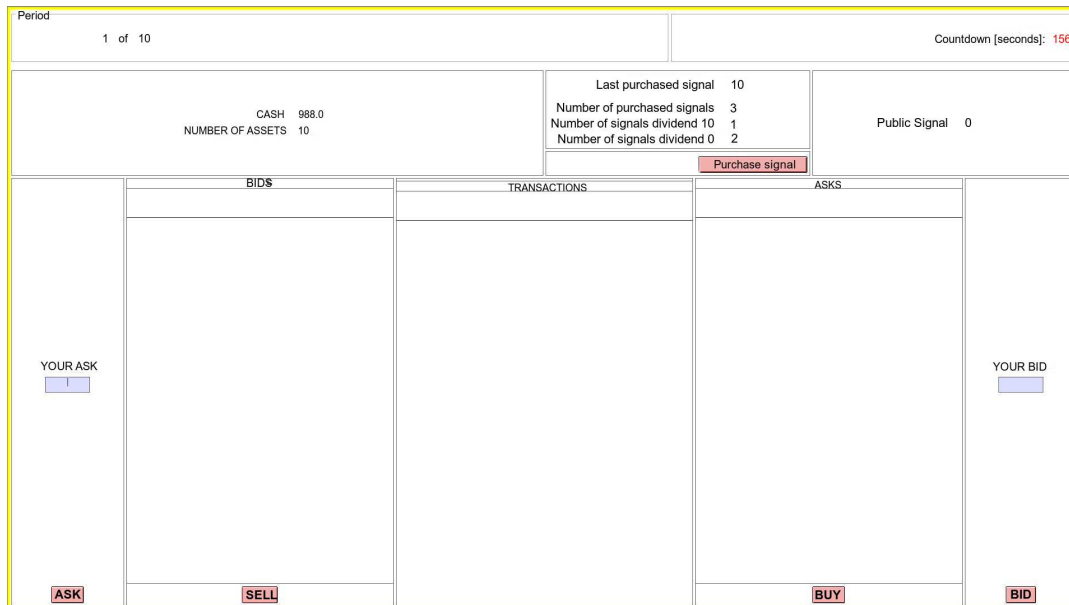 Period
1 of 10
Countdown [seconds]: 156
Last purchased signal 10
CASH 988.0
Number of purchased signals 3
NUMBER OF ASSETS 10
Number of signals dividend 10 1
Number of signals dividend 0 2
Public Signal 0
Purchase signal
BIDS
TRANSACTIONS
ASKS
YOUR ASK
YOUR BID
ASK
SELL
BUY
BID